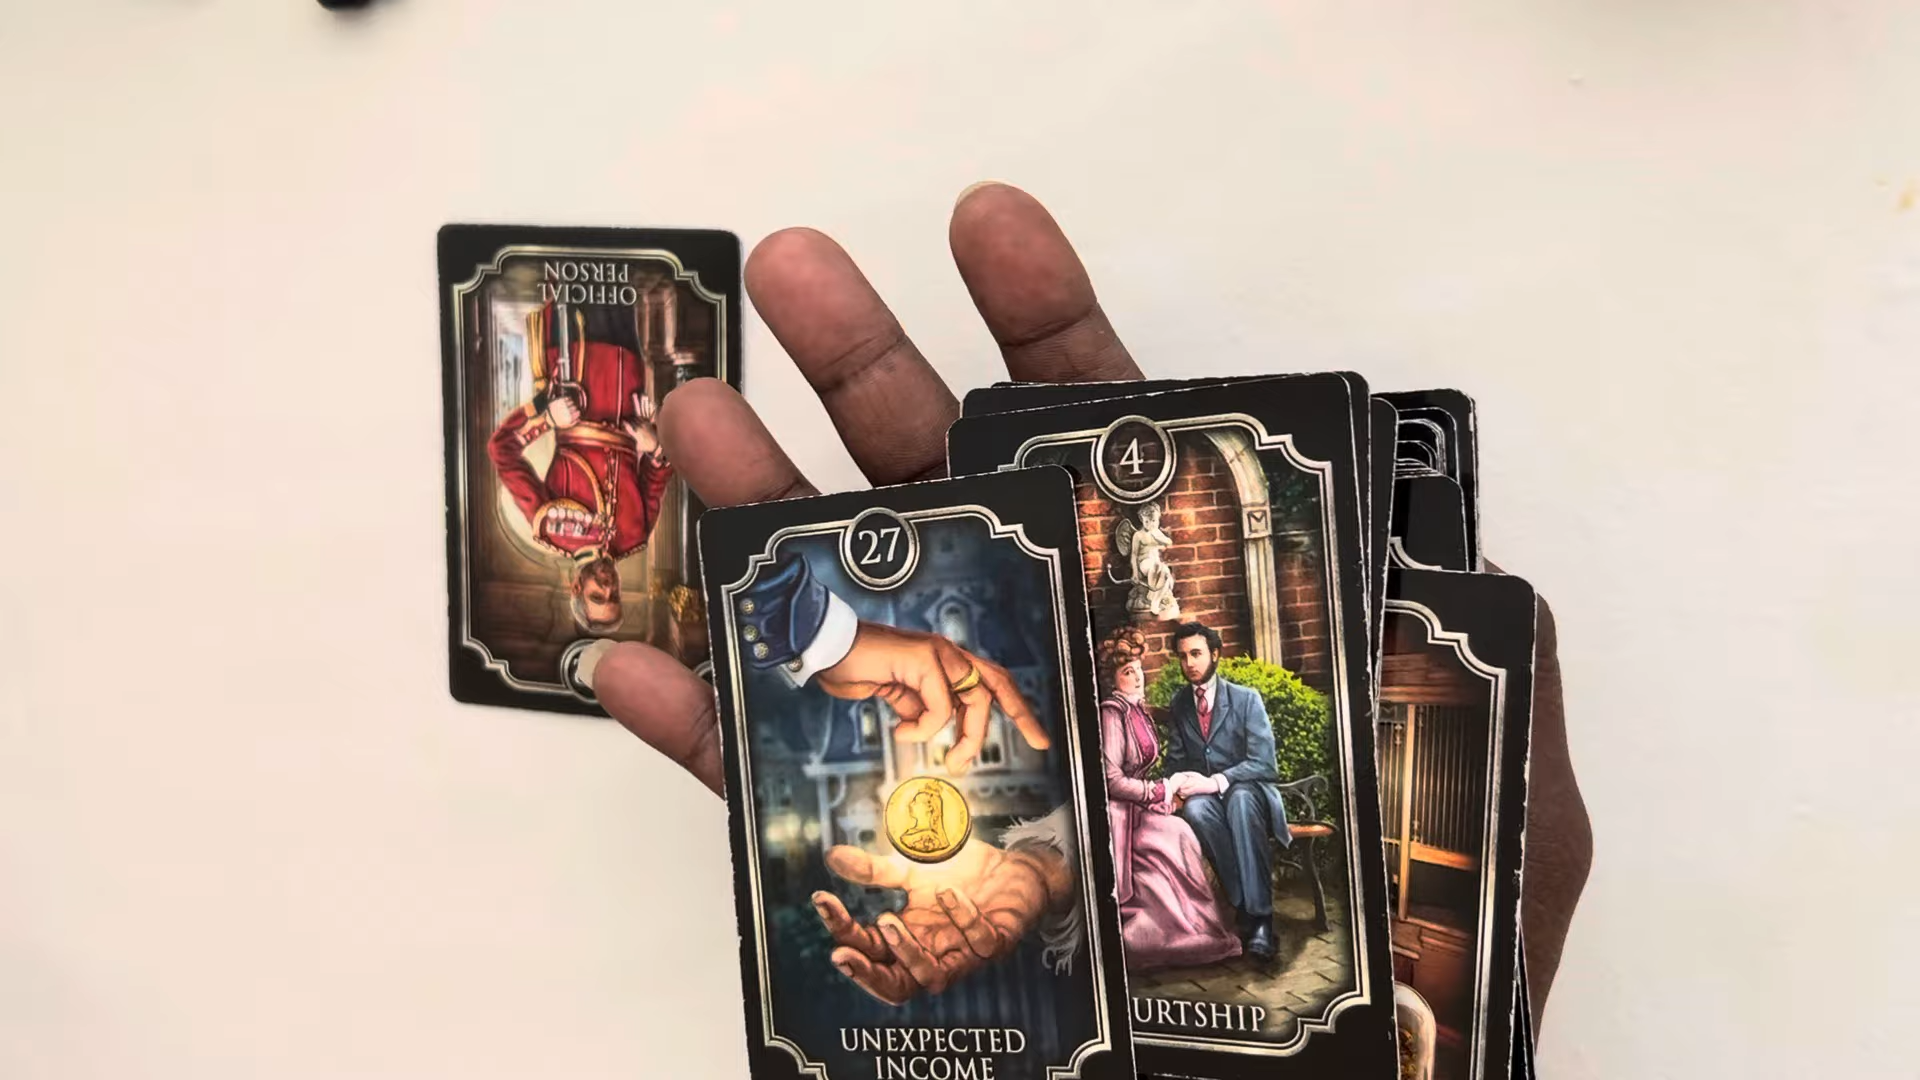 OFFICIAL
PERSON
27
UNEXPECTED
INCOME
4
URTSHIP